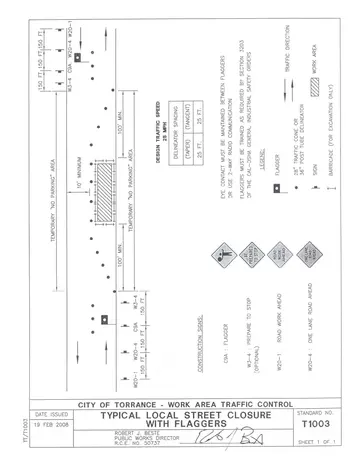 W20-1
W20-4
C9A
W3-4
150 FT.
150 FT.
150 FT.
TEMPORARY "NO PARKING" AREA
TEMPORARY "NO PARKING" AREA
10' MINIMUM
100' MIN
100' MIN
150 FT.
150 FT.
150 FT.
W20-1
W20-4
C9A
W3-4
DESIGN TRAFFIC SPEED
25 MPH
DELINEATOR SPACING
(TAPER)
(TANGENT)
25 FT.
25 FT.
EYE CONTACT MUST BE MAINTAINED BETWEEN FLAGGERS
OR USE 2-WAY RADIO COMMUNICATION
FLAGGERS MUST BE TRAINED AS REQUIRED BY SECTION
OF THE CAL-OSHA GENERAL INDUSTRIAL SAFETY ORDERS
LEGEND:
FLAGGER
28" TRAFFIC CONE OR
36" POST TUBE DELINEATOR
SIGN
BARRICADE (FOR EXCAVATION ONLY)
TRAFFIC DIRECTION
WORK AREA
CONSTRUCTION SIGNS:
C9A - FLAGGER
W3-4 - PREPARE TO STOP
(OPTIONAL)
W20-1 ROAD WORK AHEAD
W20-4 - ONE LANE ROAD AHEAD
CITY OF TORRANCE - WORK AREA TRAFFIC CONTROL
DATE ISSUED
19 FEB 2008
TYPICAL LOCAL STREET CLOSURE
WITH FLAGGERS
ROBERT J. BESTE
PUBLIC WORKS DIRECTOR
R.C.E. NO. 50737
STANDARD NO.
T1003
SHEET 1 OF 1